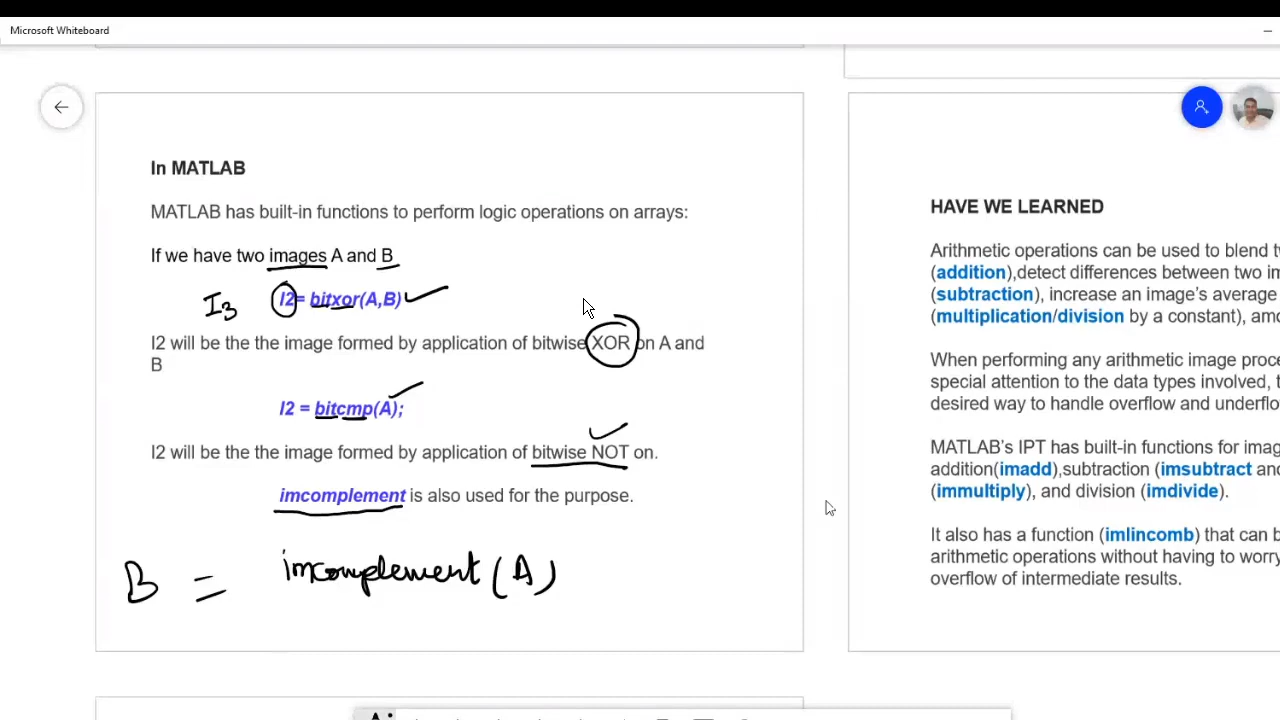 Microsoft Whiteboard
In MATLAB
MATLAB has built-in functions to perform logic operations on arrays:
If we have two images A and B
I3 I2= bitxor(A,B)
I2 will be the the image formed by application of bitwise XOR on A and
B
I2 = bitcmp(A);
I2 will be the the image formed by application of bitwise NOT on.
imcomplement is also used for the purpose.
B = imcomplement(A)
HAVE WE LEARNED
Arithmetic operations can be used to blend
(addition),detect differences between two
(subtraction), increase an image's average
(multiplication/division by a constant),
When performing any arithmetic image
special attention to the data types involved,
desired way to handle overflow and
MATLAB's IPT has built-in functions for
addition(imadd),subtraction (imsubtract and
(immultiply), and division (imdivide).
It also has a function (imlincomb) that can
arithmetic operations without having to
overflow of intermediate results.